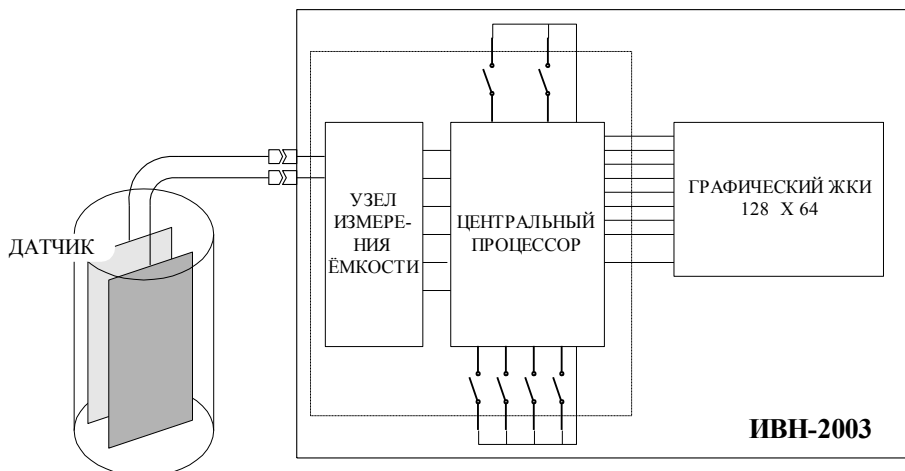 ДАТЧИК
УЗЕЛ
ИЗМЕРЕ-
НИЯ
ЁМКОСТИ
ЦЕНТРАЛЬНЫЙ
ПРОЦЕССОР
ГРАФИЧЕСКИЙ ЖКИ
128 X 64
ИВН-2003